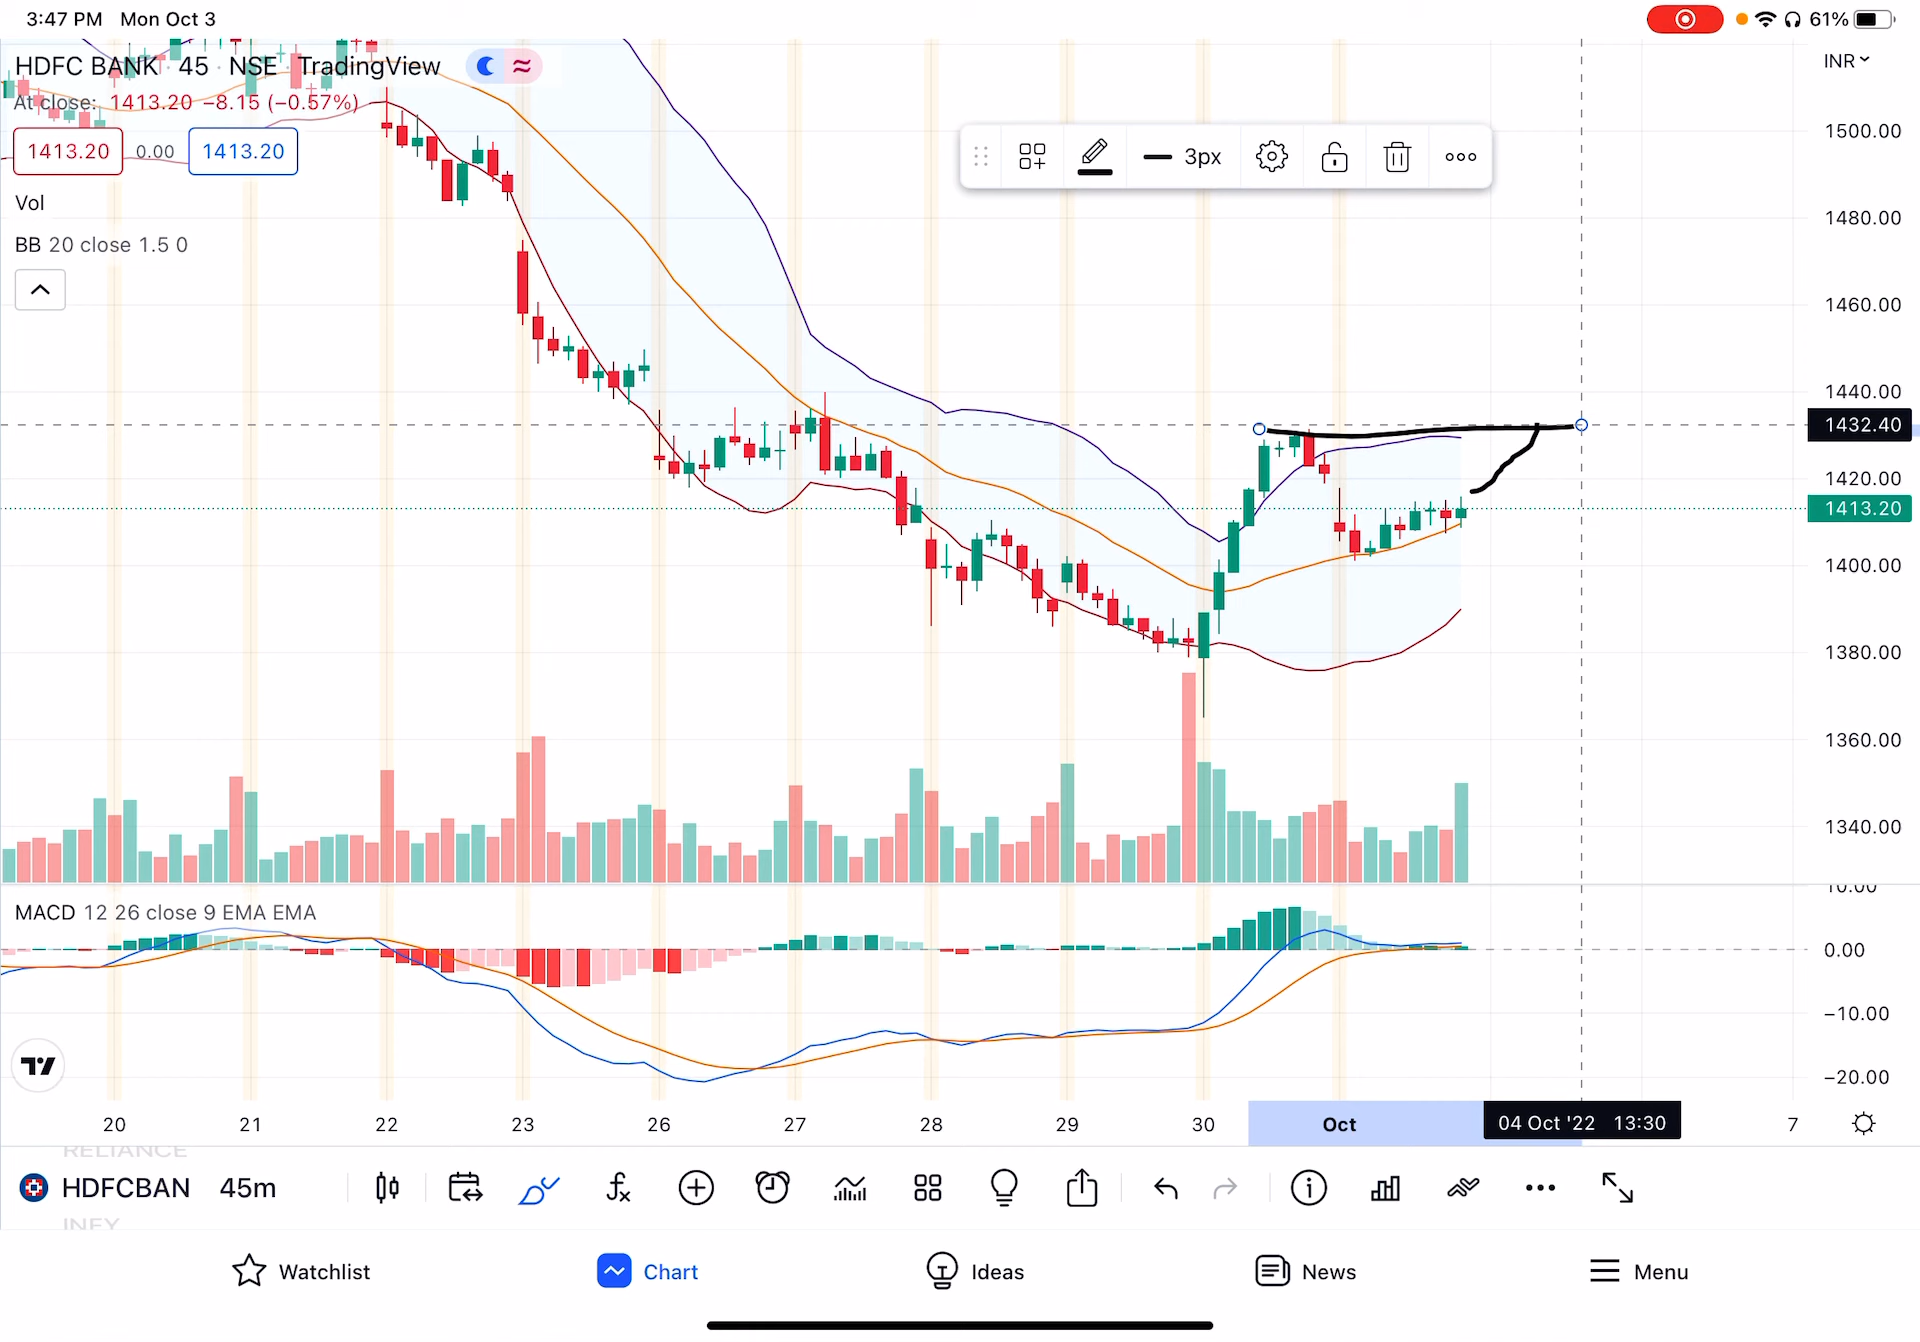 3:47 PM Mon Oct 3
61%
HDFC BANK · 45 · NSE · TradingView
INR
At close: 1413.20 −8.15 (−0.57%)
1413.20 0.00 1413.20
3px
Vol
BB 20 close 1.5 0
1500.00
1480.00
1460.00
1440.00
1432.40
1420.00
1413.20
1400.00
1380.00
1360.00
1340.00
10.00
MACD 12 26 close 9 EMA EMA
0.00
−10.00
−20.00
20 21 22 23 26 27 28 29 30 Oct 04 Oct '22 13:30 7
RELIANCE
HDFCBAN 45m
INFY
Watchlist Chart Ideas News Menu